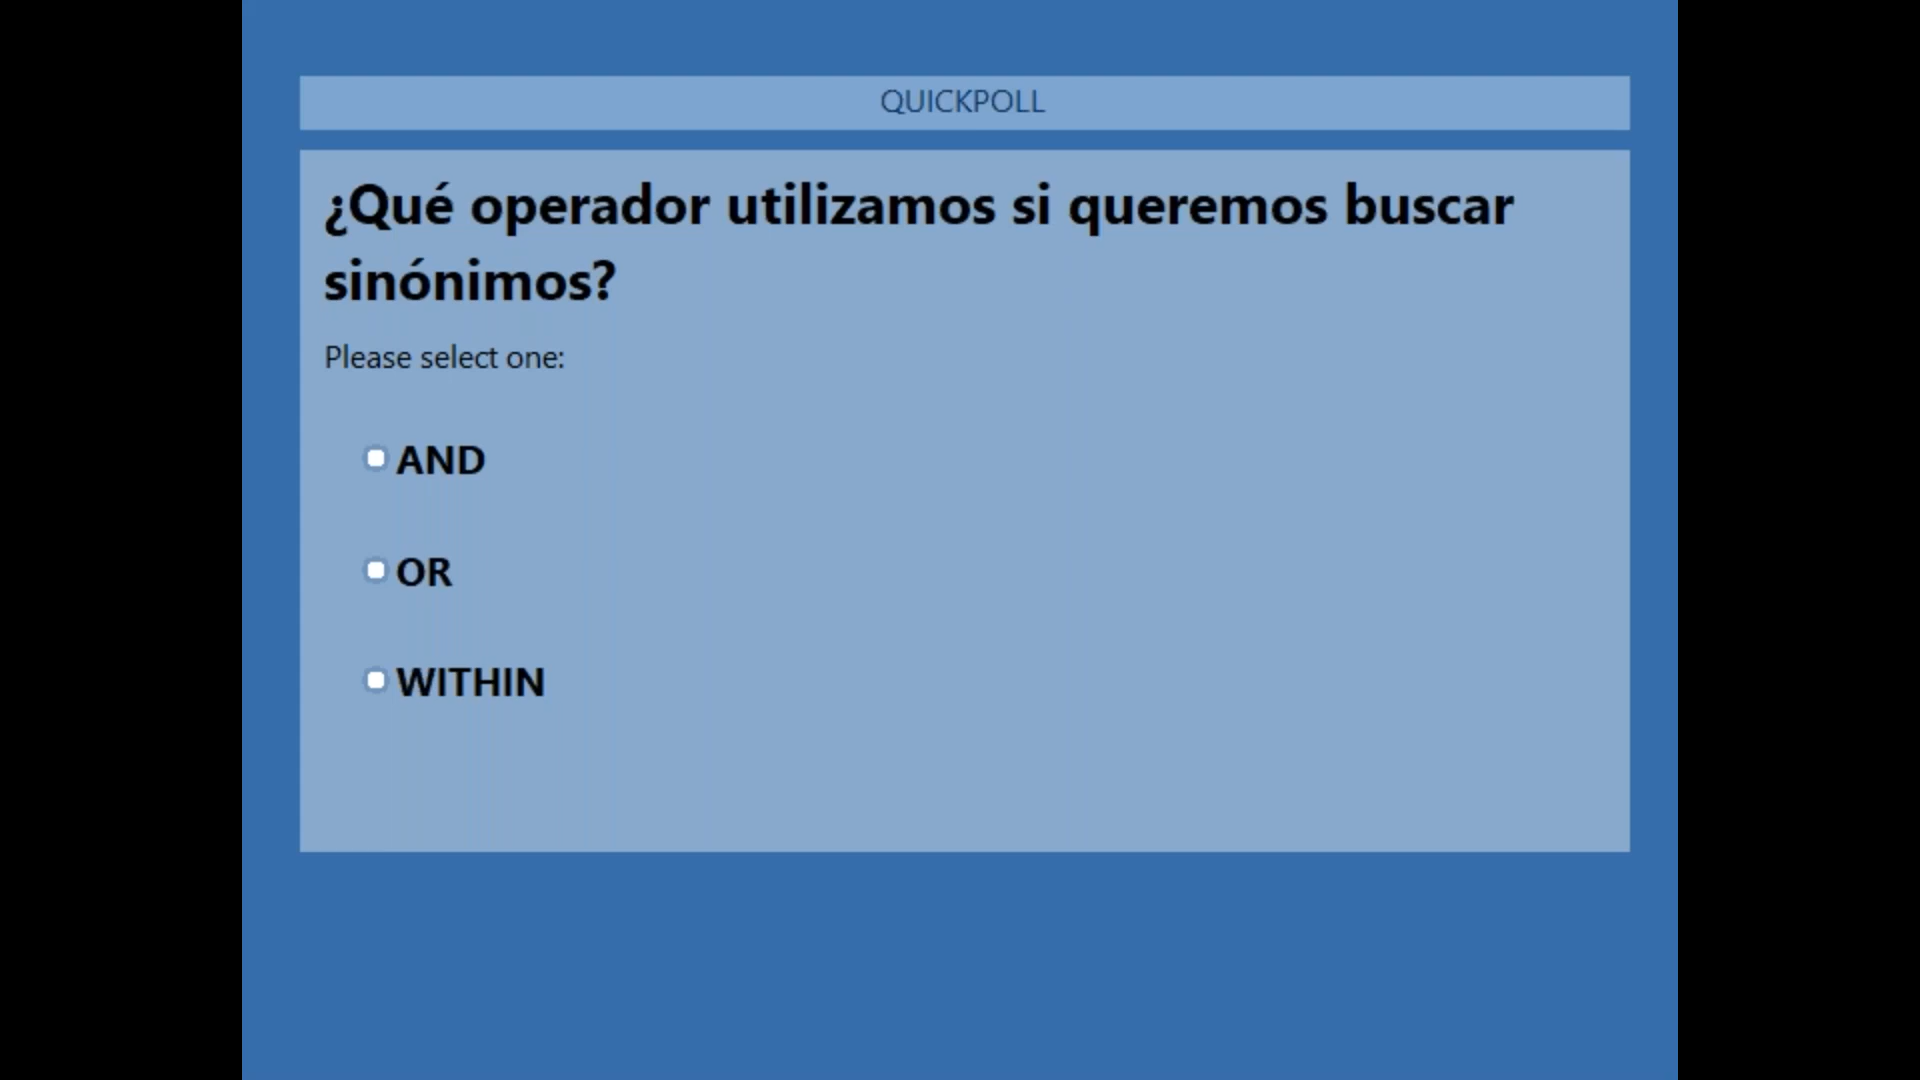 QUICKPOLL
¿Qué operador utilizamos si queremos buscar
sinónimos?
Please select one:
AND
OR
WITHIN